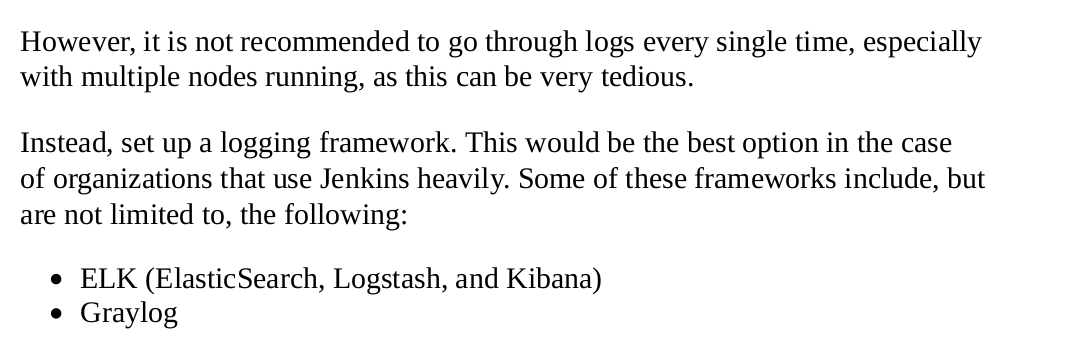 However, it is not recommended to go through logs every single time, especially
with multiple nodes running, as this can be very tedious.
Instead, set up a logging framework. This would be the best option in the case
of organizations that use Jenkins heavily. Some of these frameworks include, but
are not limited to, the following:
• ELK (ElasticSearch, Logstash, and Kibana)
• Graylog